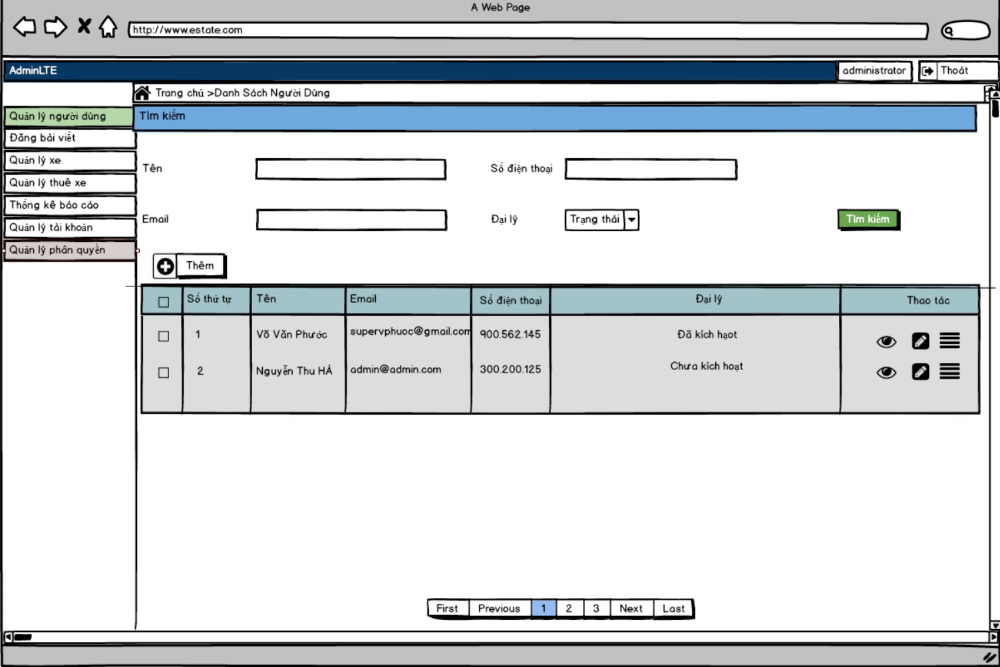 A Web Page
http://www.estate.com
AdminLTE
administrator
Thoát
Trang chủ >Danh Sách Người Dùng
Quản lý người dùng
Tìm kiếm
Đăng bài viết
Quản lý xe
Tên
Số điện thoại
Quản lý thuê xe
Thống kê báo cáo
Email
Đại lý
Trạng thái
Tìm kiếm
Quản lý tài khoản
Quản lý phân quyền
Thêm
Số thứ tự
Tên
Email
Số điện thoại
Đại lý
Thao tác
1
Võ Văn Phước
supervphuoc@gmail.com
900.562.145
Đã kích hạot
2
Nguyễn Thu HÀ
admin@admin.com
300.200.125
Chưa kích hoạt
First
Previous
1
2
3
Next
Last